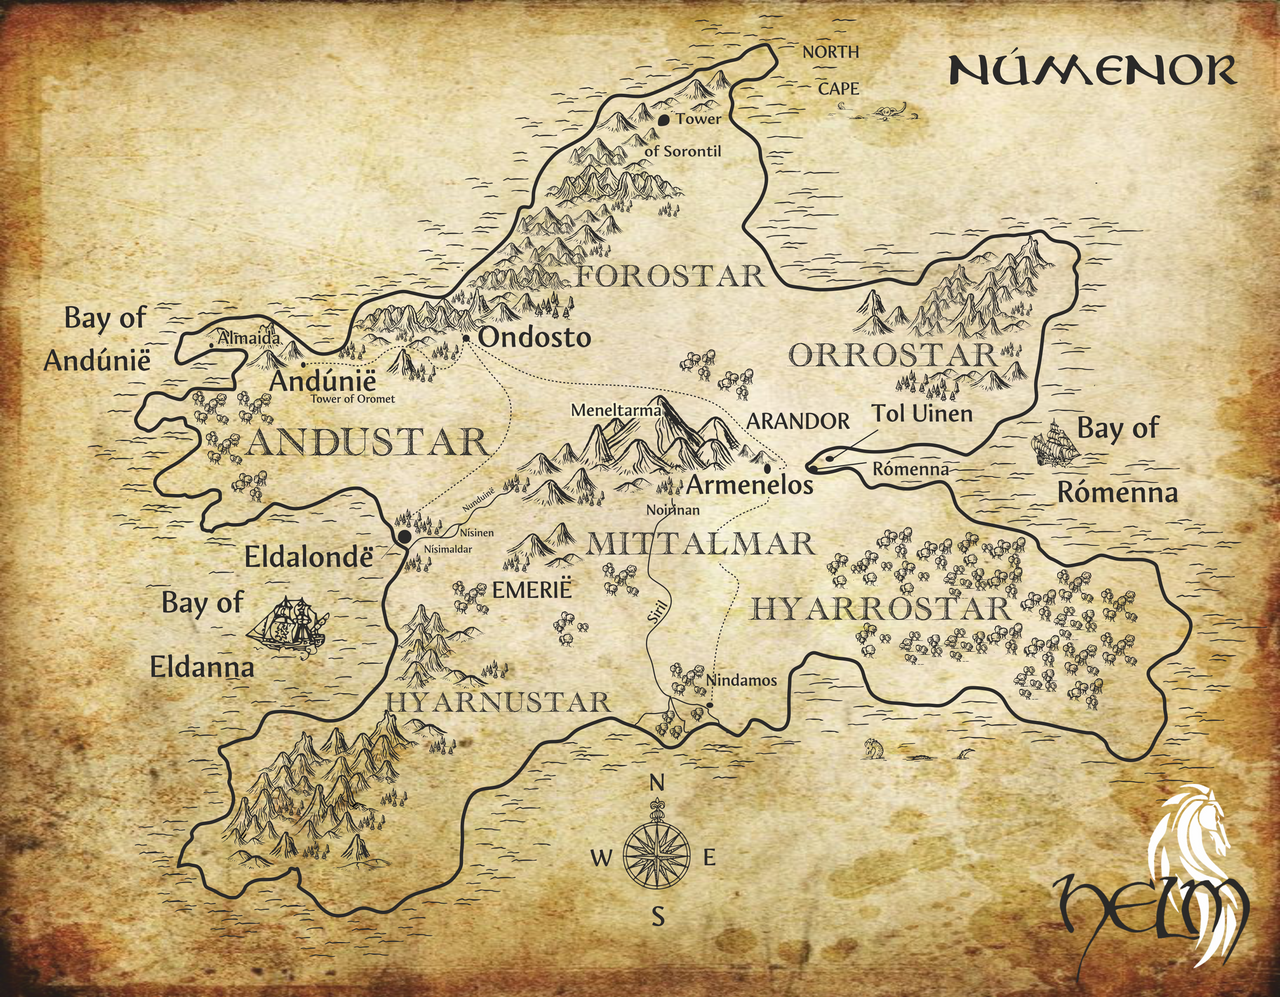 NÚMENOR
NORTH
CAPE
Tower
of Sorontil
FOROSTAR
Bay of
Andúnië
Almaida
Ondosto
ORROSTAR
Andúnië
Tower of Oromet
Meneltarma
ARANDOR
Tol Uinen
Bay of
Rómenna
ANDUSTAR
Rómenna
Armenelos
Nunduinë
Noirinan
Nisinen
Nísimaldar
MITTALMAR
Eldalondë
EMERIË
Bay of
Eldanna
Siril
HYARROSTAR
Nindamos
HYARNUSTAR
N
W
E
S
HELM